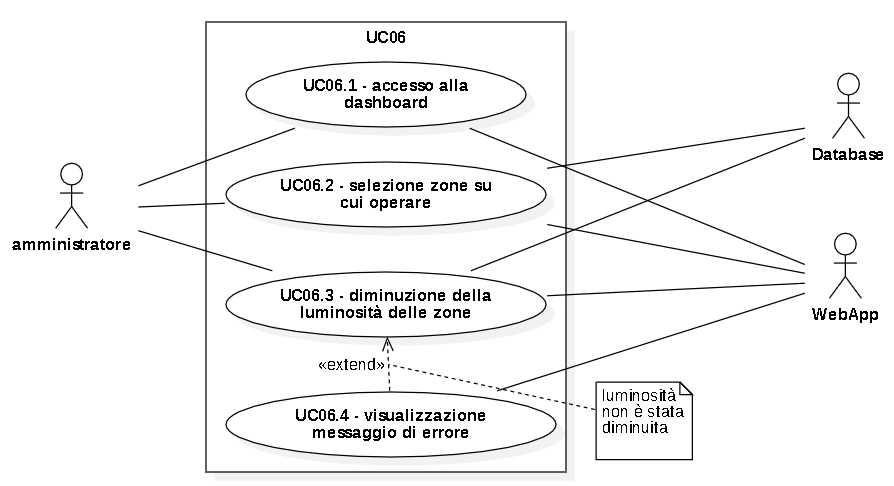 UC06
UC06.1 - accesso alla
dashboard
UC06.2 - selezione zone su
cui operare
UC06.3 - diminuzione della
luminosità delle zone
«extend»
UC06.4 - visualizzazione
messaggio di errore
amministratore
Database
WebApp
luminosità
non è stata
diminuita